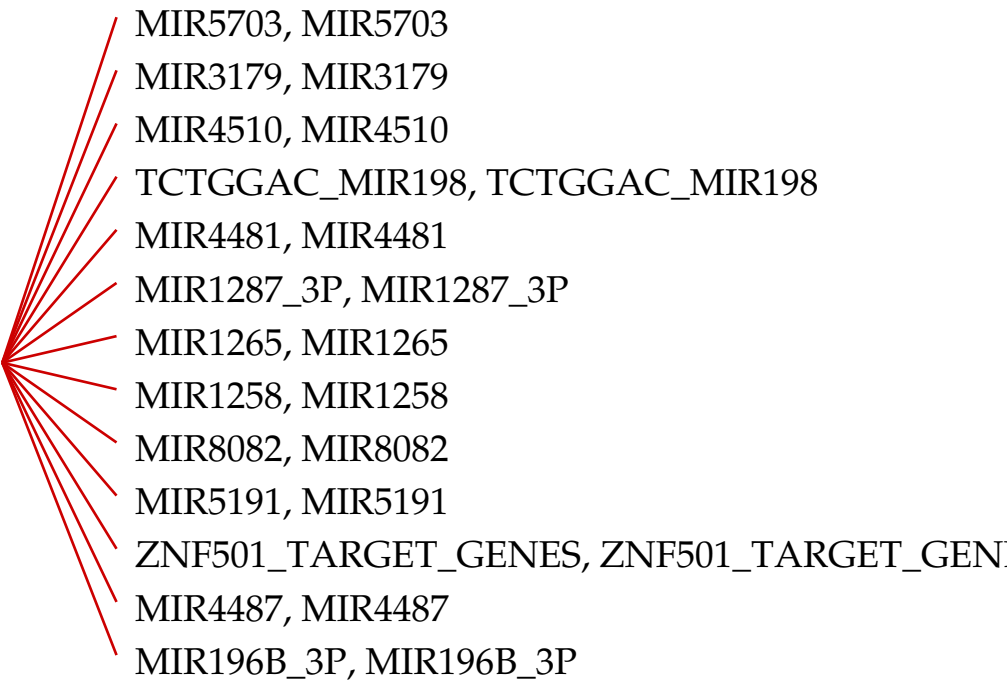 MIR5703, MIR5703
MIR3179, MIR3179
MIR4510, MIR4510
TCTGGAC_MIR198, TCTGGAC_MIR198
MIR4481, MIR4481
MIR1287_3P, MIR1287_3P
MIR1265, MIR1265
MIR1258, MIR1258
MIR8082, MIR8082
MIR5191, MIR5191
ZNF501_TARGET_GENES,
MIR4487, MIR4487
MIR196B_3P, MIR196B_3P